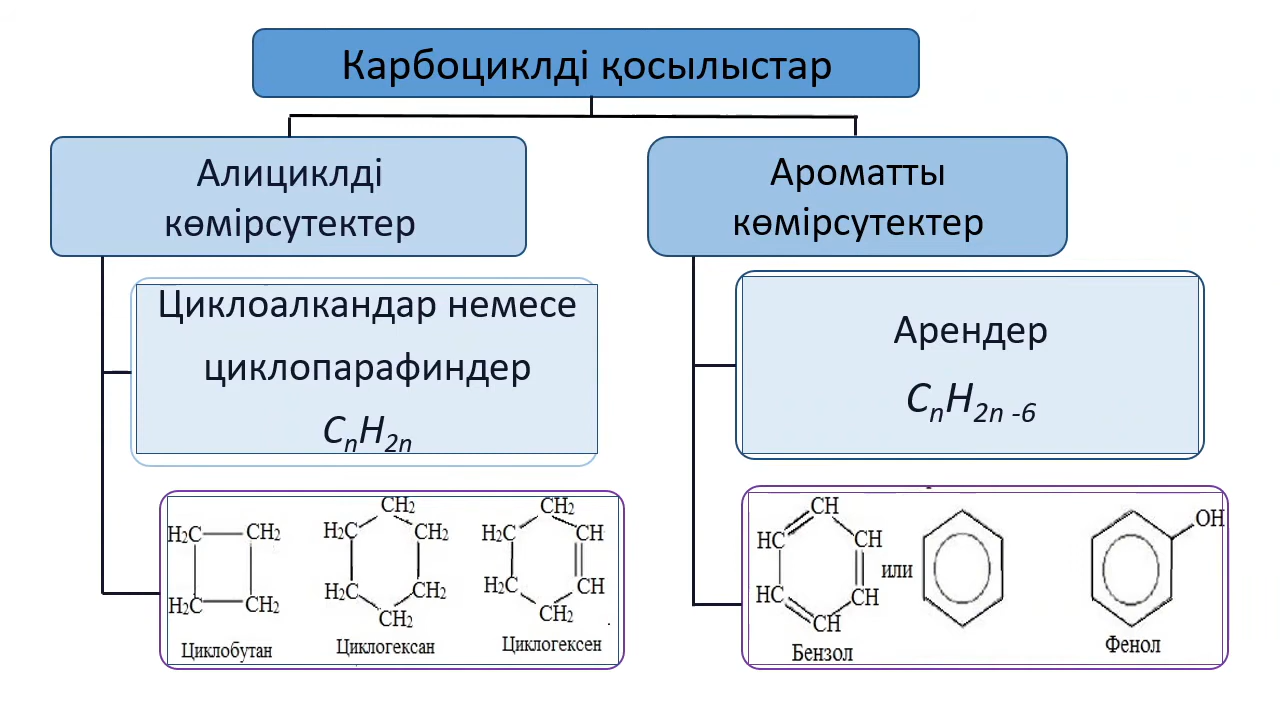 Карбоциклді қосылыстар
Алициклді
көмірсутектер
Ароматты
көмірсутектер
Циклоалкандар немесе
циклопарафиндер
CnH2n
Арендер
CnH2n -6
CH2
H2C
CH2
H2C
CH2
CH2
Циклогексан
H2C
CH2
H2C
CH2
Циклобутан
CH2
H2C
CH
H2C
CH
CH2
Циклогексен
CH
HC
CH
HC
CH
CH
Бензол
или
OH
Фенол